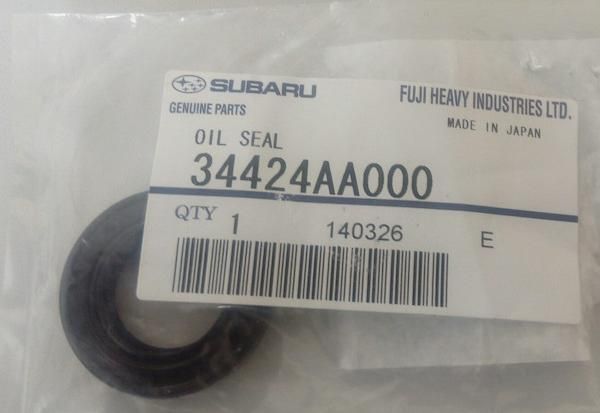 SUBARU
GENUINE PARTS
FUJI HEAVY INDUSTRIES LTD.
MADE IN JAPAN
OIL SEAL
34424AA000
QTY 1 140326 E